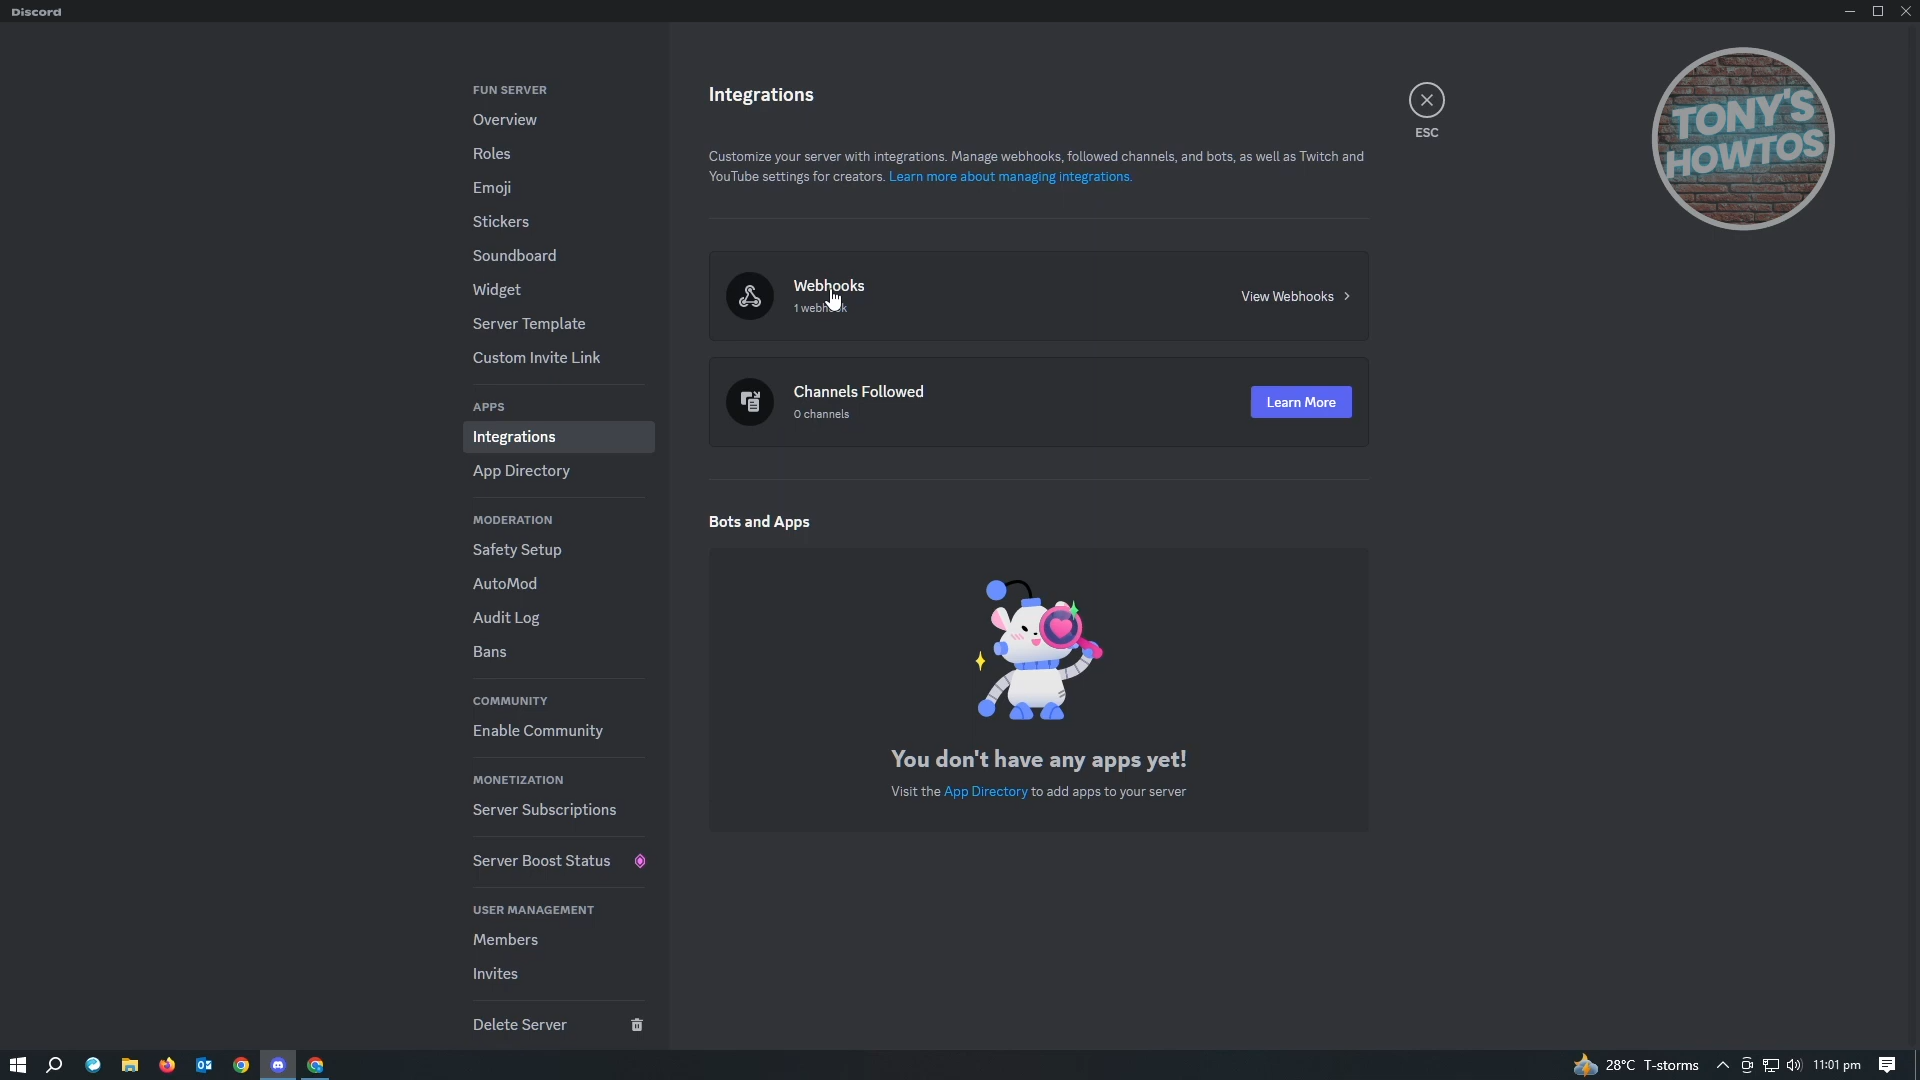 Discord
FUN SERVER
Overview
Roles
Emoji
Stickers
Soundboard
Widget
Server Template
Custom Invite Link
APPS
Integrations
App Directory
MODERATION
Safety Setup
AutoMod
Audit Log
Bans
COMMUNITY
Enable Community
MONETIZATION
Server Subscriptions
Server Boost Status
USER MANAGEMENT
Members
Invites
Delete Server
Integrations
Customize your server with integrations. Manage webhooks, followed channels, and bots, as well as Twitch and
YouTube settings for creators. Learn more about managing integrations.
Webhooks
1 webhook
View Webhooks
Channels Followed
0 channels
Learn More
Bots and Apps
You don't have any apps yet!
Visit the App Directory to add apps to your server
ESC
TONY'S
HOWTOS
28°C T-storms
11:01 pm